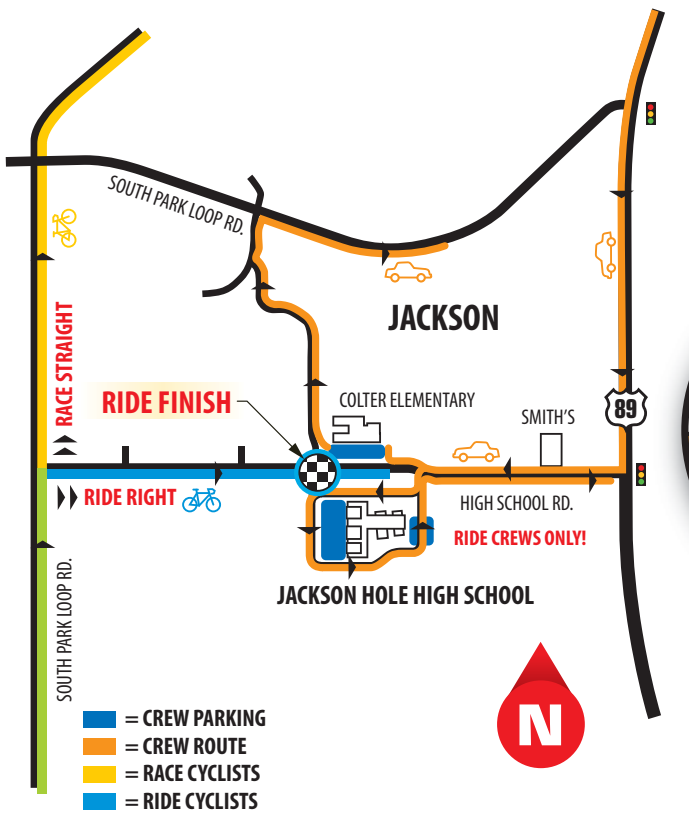 SOUTH PARK LOOP RD.
JACKSON
RACE STRAIGHT
RIDE FINISH
COLTER ELEMENTARY
SMITH'S
89
RIDE RIGHT
HIGH SCHOOL RD.
RIDE CREWS ONLY!
JACKSON HOLE HIGH SCHOOL
SOUTH PARK LOOP RD.
N
= CREW PARKING
= CREW ROUTE
= RACE CYCLISTS
= RIDE CYCLISTS